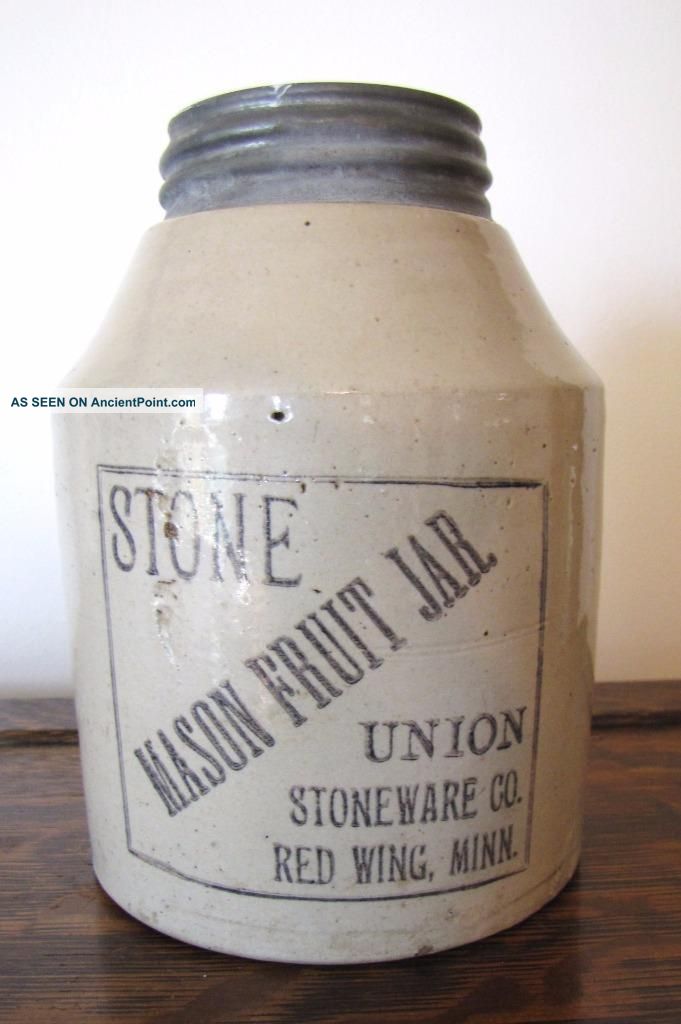 AS SEEN ON AncientPoint.com
STONE
MASON FRUIT JAR
UNION
STONEWARE CO.
RED WING, MINN.